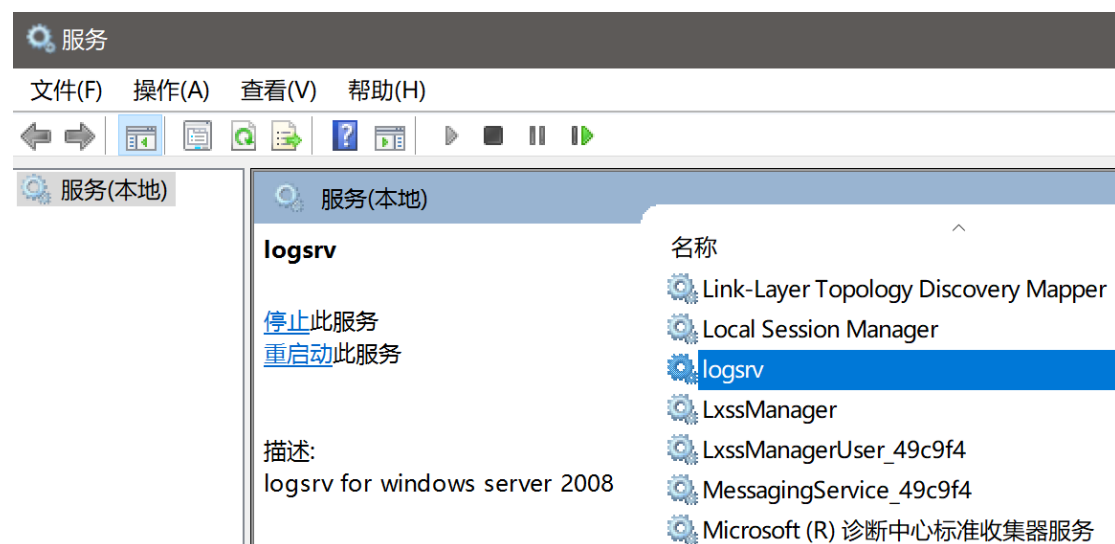 服务
文件(F) 操作(A) 查看(V) 帮助(H)
?
服务(本地)
服务(本地)
logsrv
停止此服务
重启动此服务
描述:
logsrv for windows server 2008
名称
Link-Layer Topology Discovery Mapper
Local Session Manager
logsrv
LxssManager
LxssManagerUser_49c9f4
MessagingService_49c9f4
Microsoft (R) 诊断中心标准收集器服务